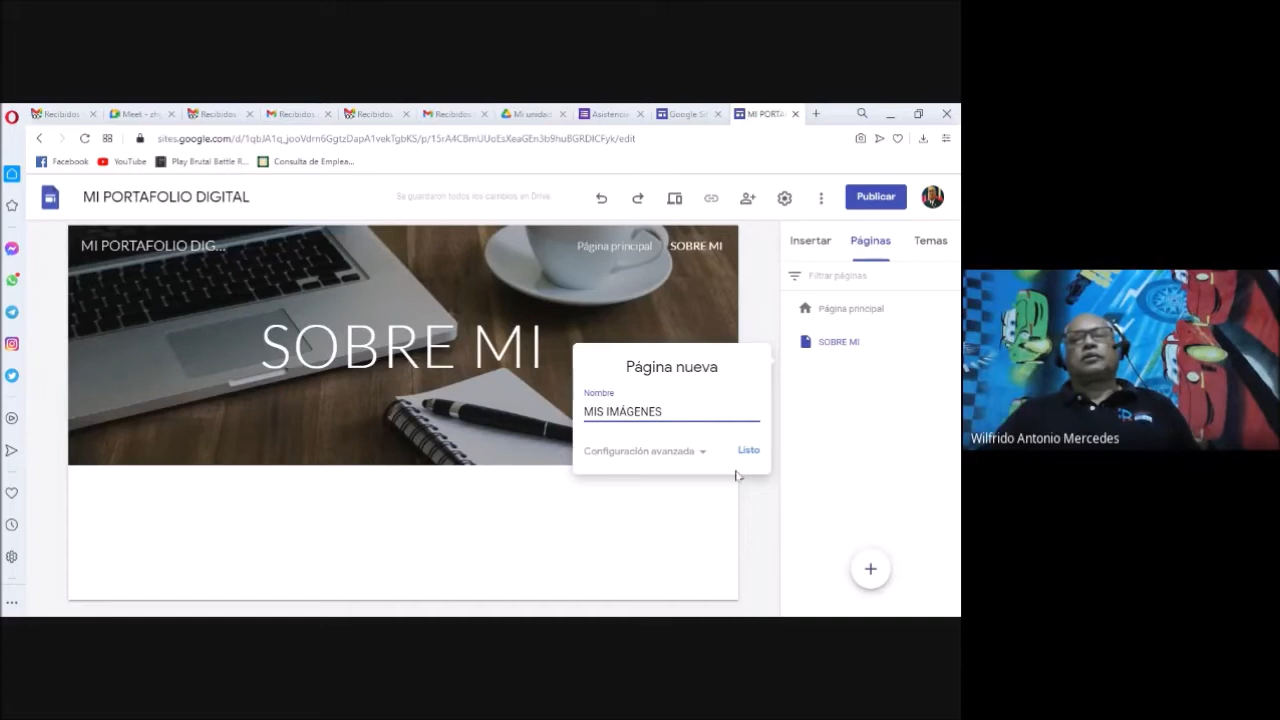 Recibidos
Meet -
Recibidos
Recibidos
Recibidos
Recibidos
Mi unidad
Asistencia
Google Si
MI PORTA
sites.google.com
/edit
Facebook
YouTube
Play Brutal Battle R...
Consulta de Emplea...
MI PORTAFOLIO DIGITAL
Se guardaron todos los cambios en Drive
Publicar
MI PORTAFOLIO DIG...
Página principal
SOBRE MI
Insertar
Páginas
Temas
Filtrar páginas
Página principal
SOBRE MI
SOBRE MI
Página nueva
Nombre
MIS IMÁGENES
Configuración avanzada
Listo
Wilfrido Antonio Mercedes